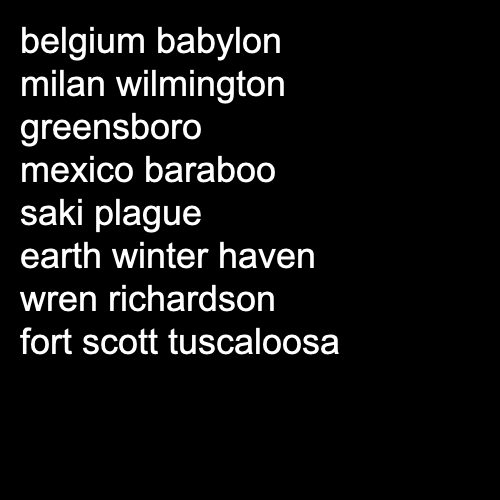 belgium babylon
milan wilmington
greensboro
mexico baraboo
saki plague
earth winter haven
wren richardson
fort scott tuscaloosa